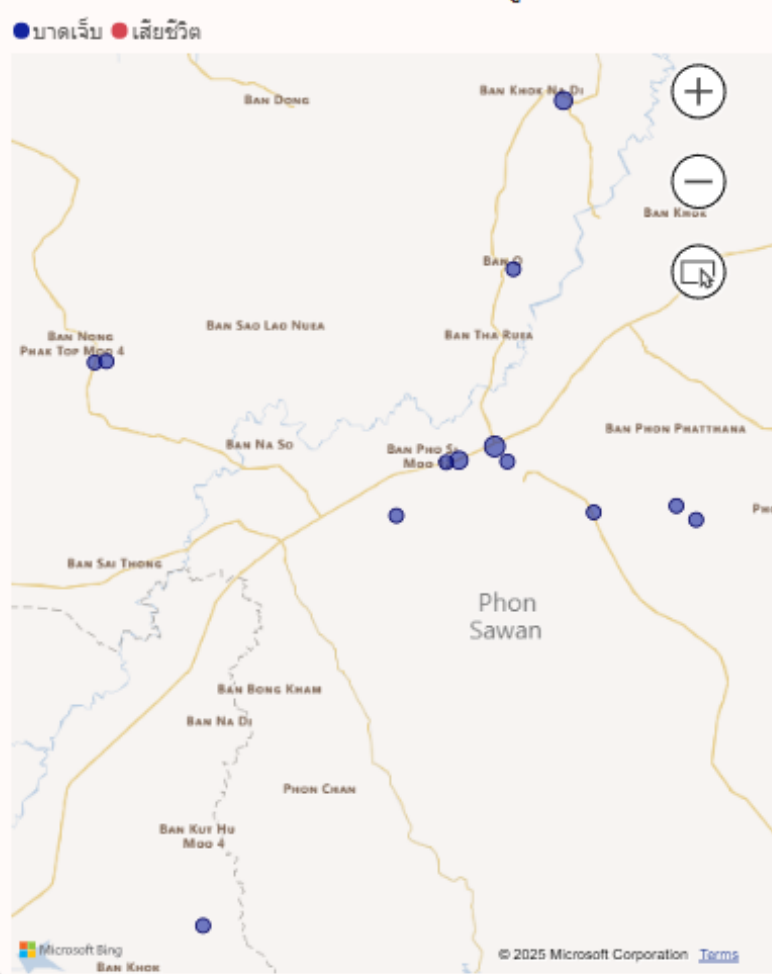 บาดเจ็บ เสียชีวิต
BAN DONG
BAN KHOK NA DI
BAN KHOK
BAN O
BAN SAO LAO NUEA
BAN THA RUEA
BAN NONG
PHAK TOP MOO 4
BAN PHON PHATTHANA
BAN NA SO
BAN PHO SI
MOO
BAN SAI THONG
Phon
Sawan
BAN BONG KHAM
BAN NA DI
PHON CHAN
BAN KUT HU
MOO 4
Microsoft Bing
© 2025 Microsoft Corporation Terms
BAN KHOK